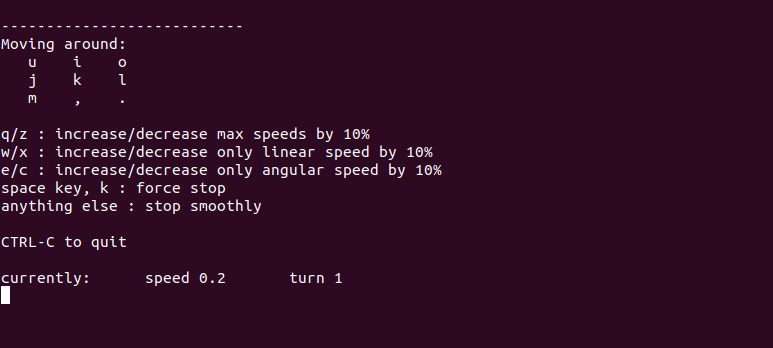 ---------------------------
Moving around:
   u    i    o
   j    k    l
   m    ,    .
q/z : increase/decrease max speeds by 10%
w/x : increase/decrease only linear speed by 10%
e/c : increase/decrease only angular speed by 10%
space key, k : force stop
anything else : stop smoothly
CTRL-C to quit
currently:      speed 0.2       turn 1